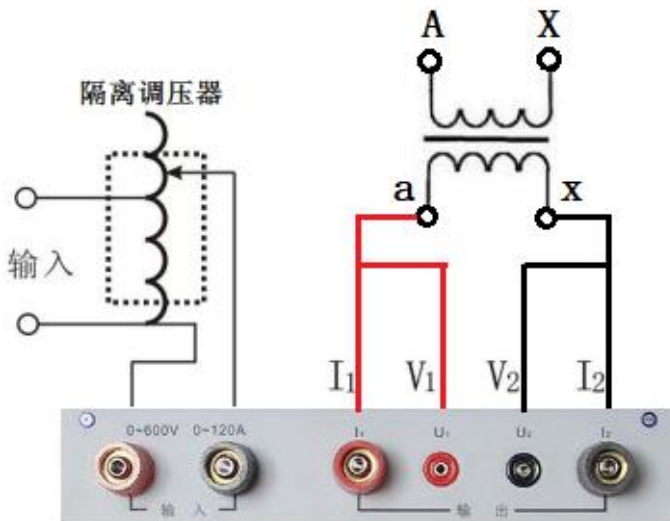 A X
隔离调压器
a x
输入
I₁ V₁ V₂ I₂
0~600V 0~120A I₁ U₁ U₂ I₂
输 入 输 出